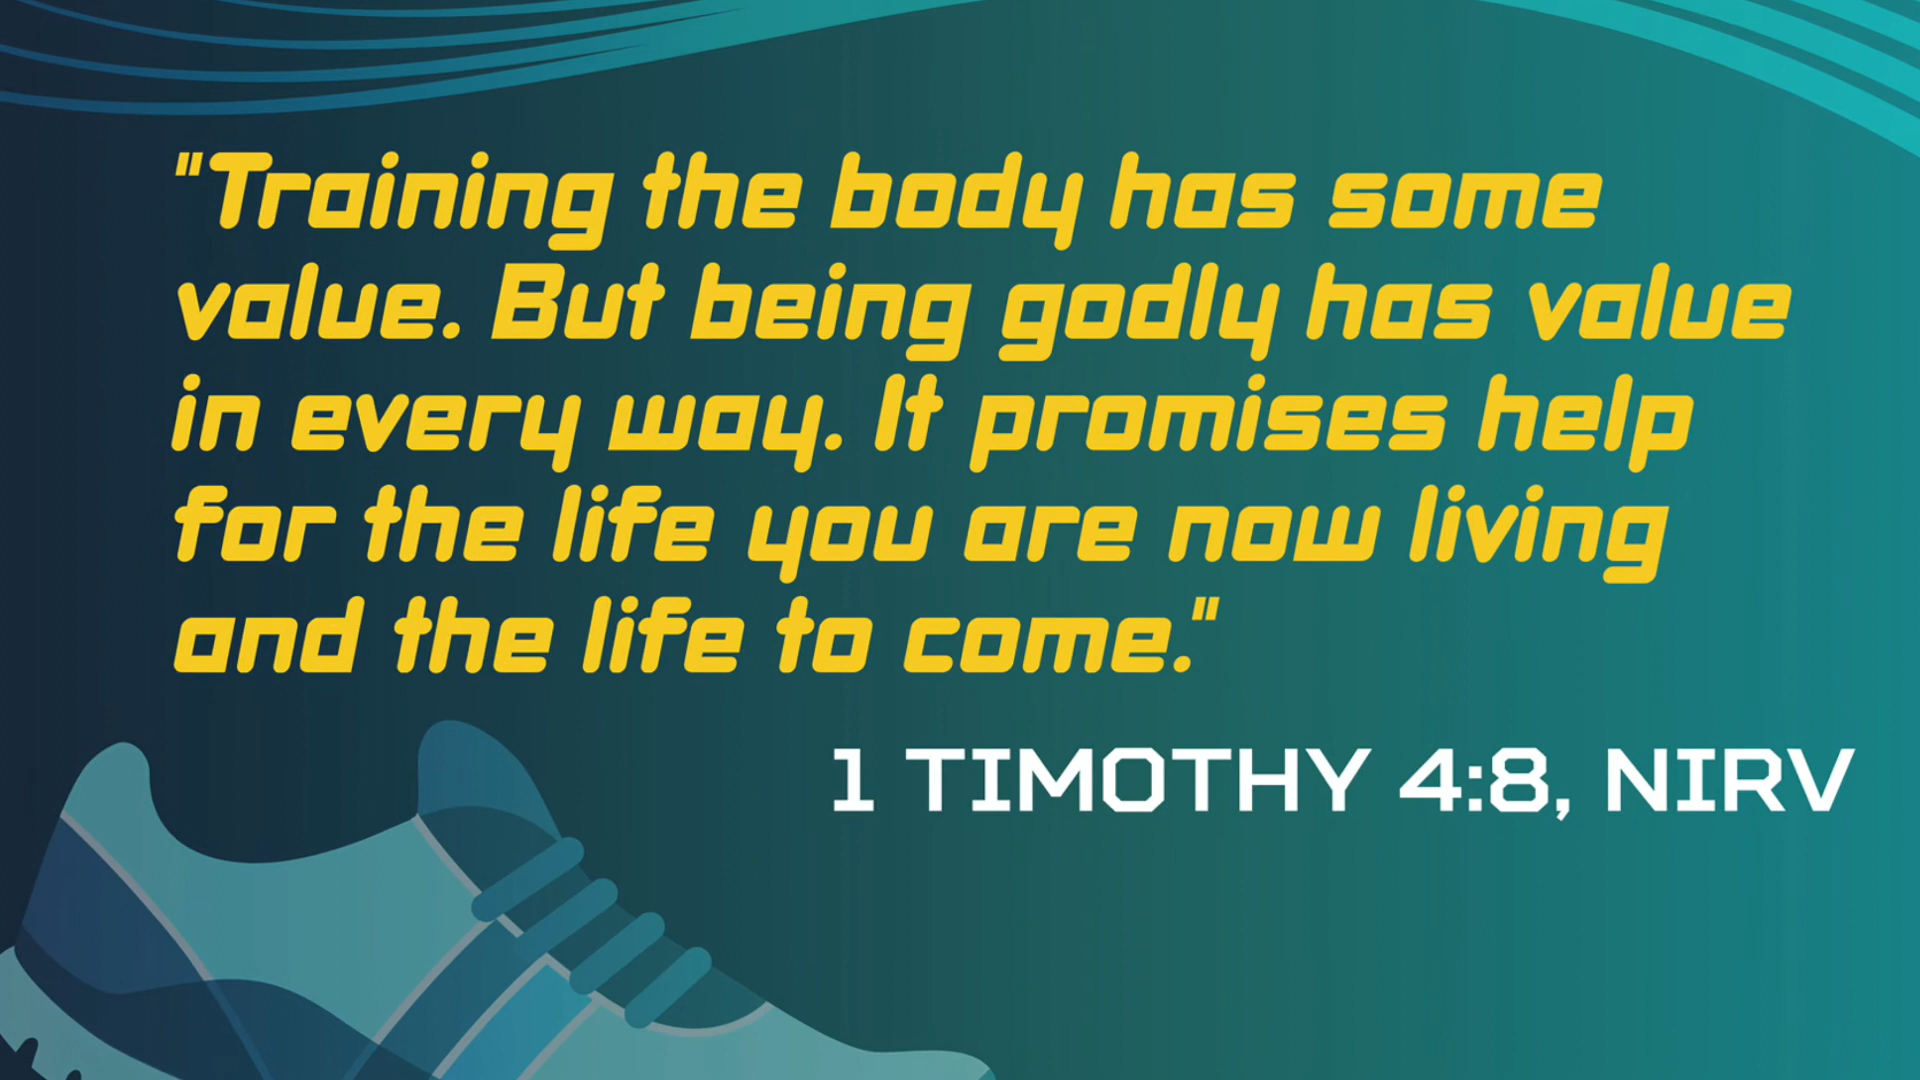 "Training the body has some
value. But being godly has value
in every way. It promises help
for the life you are now living
and the life to come."
1 TIMOTHY 4:8, NIRV